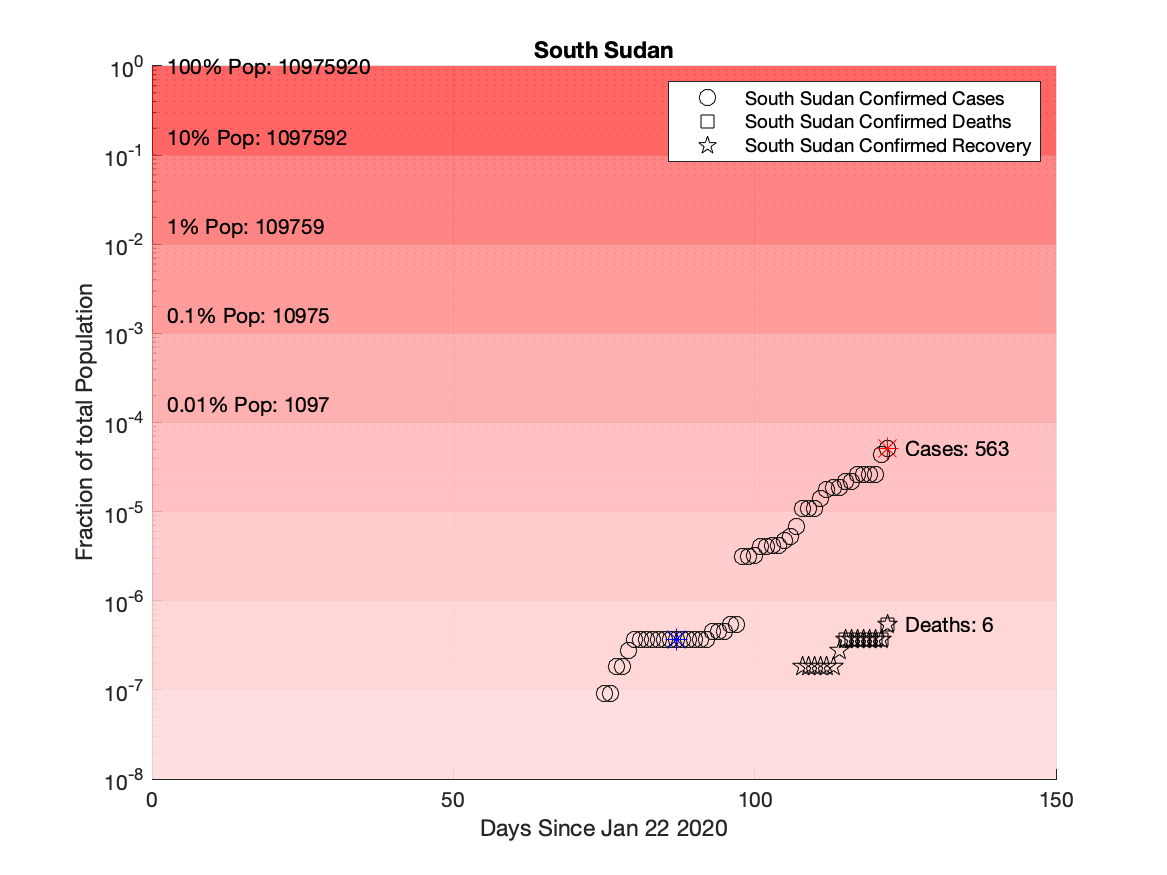 South Sudan
10^0
100% Pop: 10975920
South Sudan Confirmed Cases
South Sudan Confirmed Deaths
South Sudan Confirmed Recovery
10% Pop: 1097592
10^-1
1% Pop: 109759
10^-2
0.1% Pop: 10975
10^-3
0.01% Pop: 1097
10^-4
Cases: 563
10^-5
10^-6
Deaths: 6
10^-7
10^-8
Fraction of total Population
0 50 100 150
Days Since Jan 22 2020